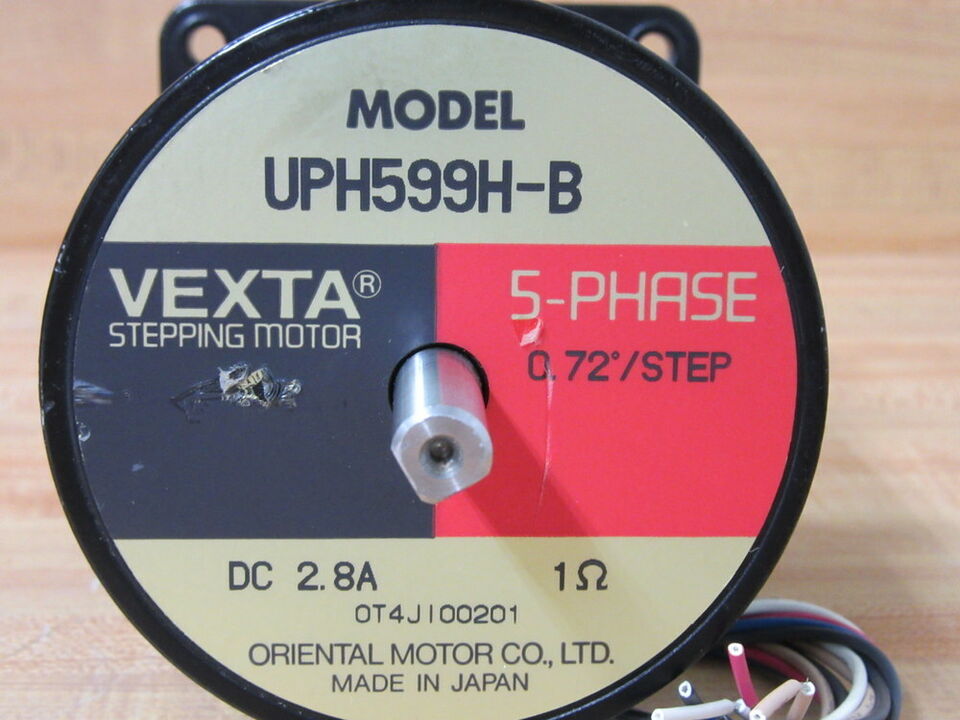 MODEL
UPH599H-B
VEXTA®
STEPPING MOTOR
5-PHASE
0.72°/STEP
DC 2.8A
1Ω
0T4JI00201
ORIENTAL MOTOR CO., LTD.
MADE IN JAPAN